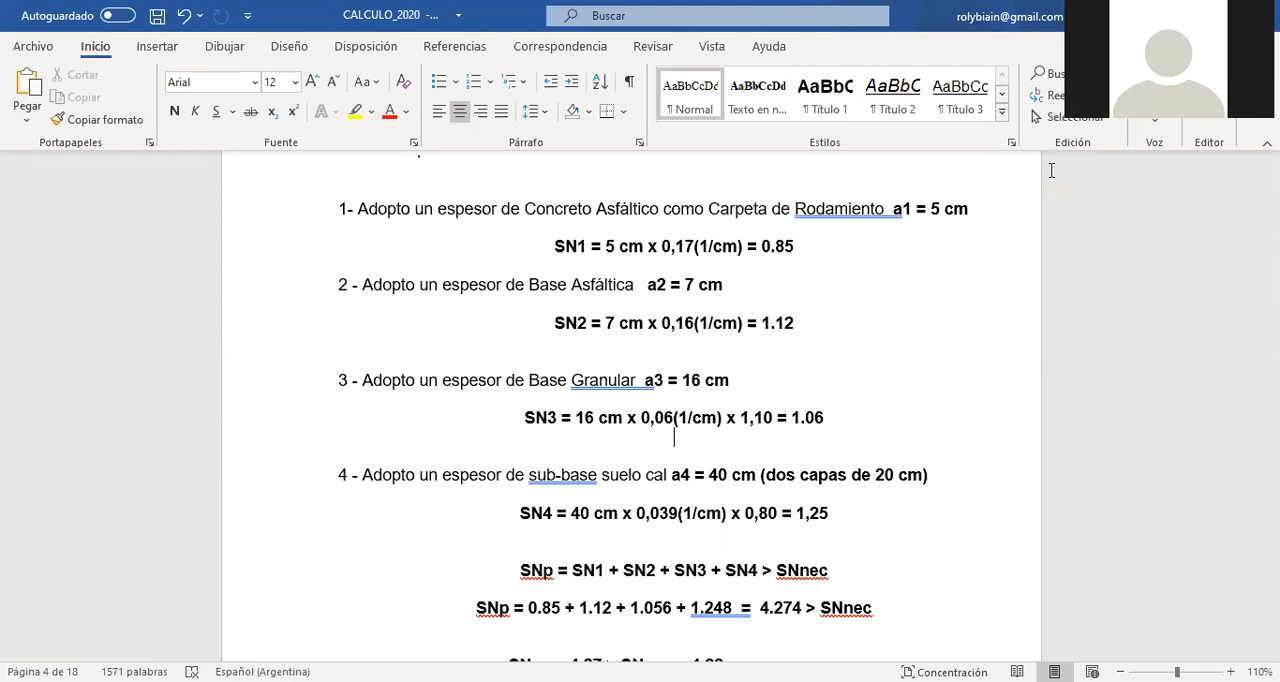 Autoguardado
CALCULO_2020 -...
Buscar
rolybiain@gmail.com
Archivo Inicio Insertar Dibujar Diseño Disposición Referencias Correspondencia Revisar Vista Ayuda
Pegar
Cortar
Copiar
Copiar formato
Portapapeles
Arial 12
Aa
N K S ab x₂ x²
A A
Fuente
Párrafo
AaBbCcDd AaBbCcDd AaBbC AaBbC AaBbC
¶ Normal Texto en n... ¶ Título 1 ¶ Título 2 ¶ Título 3
Estilos
Edición
Voz
Editor
1- Adopto un espesor de Concreto Asfáltico como Carpeta de Rodamiento a1 = 5 cm
SN1 = 5 cm x 0,17(1/cm) = 0.85
2 - Adopto un espesor de Base Asfáltica a2 = 7 cm
SN2 = 7 cm x 0,16(1/cm) = 1.12
3 - Adopto un espesor de Base Granular a3 = 16 cm
SN3 = 16 cm x 0,06(1/cm) x 1,10 = 1.06
4 - Adopto un espesor de sub-base suelo cal a4 = 40 cm (dos capas de 20 cm)
SN4 = 40 cm x 0,039(1/cm) x 0,80 = 1,25
SNp = SN1 + SN2 + SN3 + SN4 > SNnec
SNp = 0.85 + 1.12 + 1.056 + 1.248 = 4.274 > SNnec
Página 4 de 18 1571 palabras Español (Argentina) Concentración 110%